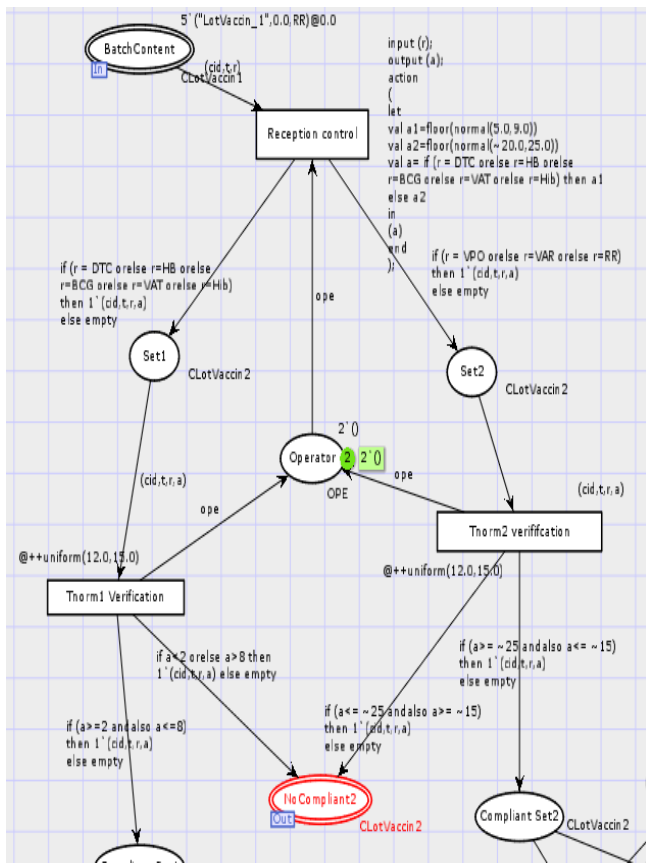 5`("LotVaccin_1",0.0,RR)@0.0
BatchContent
In
(cid,t,r)
CLotVaccin1
input (r);
output (a);
action
(
let
val a1=floor(normal(5.0,9.0))
val a2=floor(normal(~20.0,25.0))
val a= if (r = DTC orelse r=HB orelse
r=BCG orelse r=VAT orelse r=Hib) then a1
else a2
in
(a)
end
);
Reception control
if (r = DTC orelse r=HB orelse
r=BCG orelse r=VAT orelse r=Hib)
then 1`(cid,t,r,a)
else empty
if (r = VPO orelse r=VAR orelse r=RR)
then 1`(cid,t,r,a)
else empty
ope
Set1
CLotVaccin2
Set2
CLotVaccin2
2`()
Operator
2
2`()
OPE
(cid,t,r,a)
ope
ope
(cid,t,r,a)
Tnorm2 verififcation
@++uniform(12.0,15.0)
@++uniform(12.0,15.0)
Tnorm1 Verification
if a<2 orelse a>8 then
1`(cid,t,r,a) else empty
if (a>= ~25 andalso a<= ~15)
then 1`(cid,t,r,a)
else empty
if (a>=2 andalso a<=8)
then 1`(cid,t,r,a)
else empty
if (a<= ~25 andalso a>= ~15)
then 1`(cid,t,r,a)
else empty
NoCompliant2
Out
CLotVaccin2
Compliant Set2
CLotVaccin2